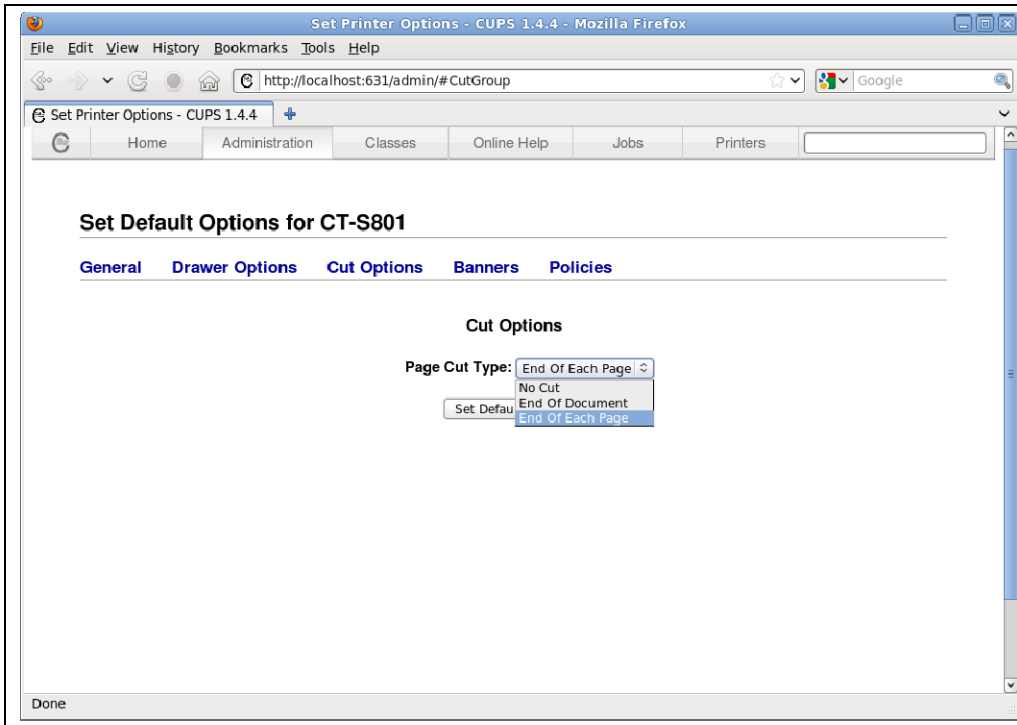 Set Printer Options - CUPS 1.4.4 - Mozilla Firefox
File Edit View History Bookmarks Tools Help
http://localhost:631/admin/#CutGroup
Google
Set Printer Options - CUPS 1.4.4
Home Administration Classes Online Help Jobs Printers
Set Default Options for CT-S801
General Drawer Options Cut Options Banners Policies
Cut Options
Page Cut Type: End Of Each Page
No Cut
End Of Document
Set Defau
End Of Each Page
Done